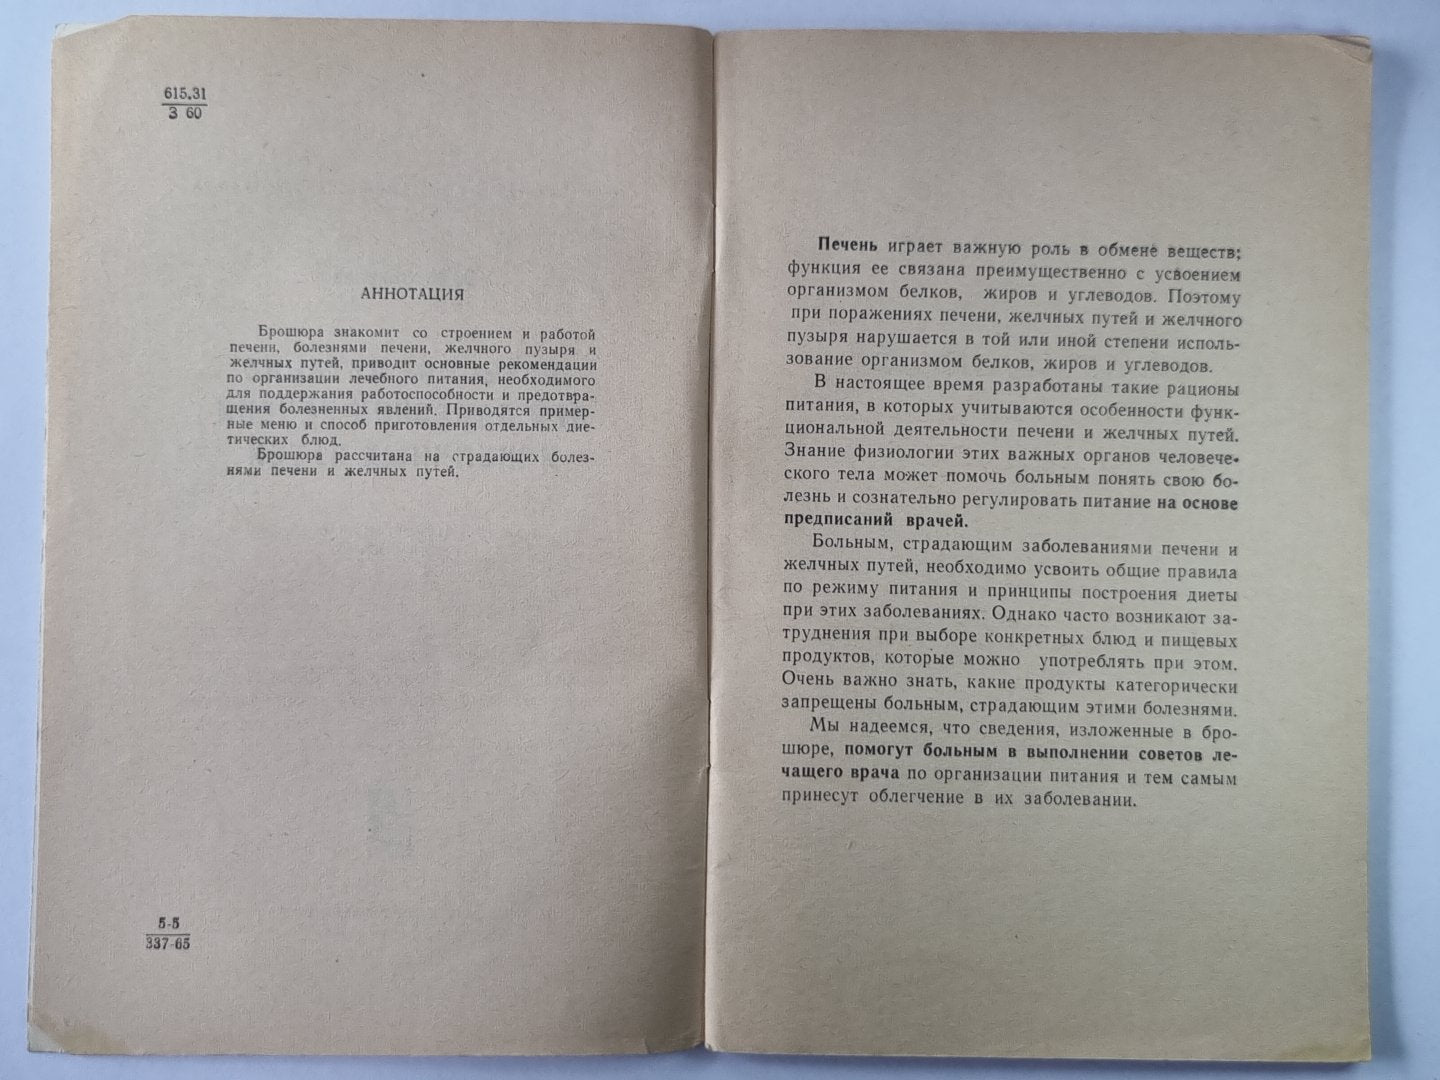 615.31
З 60
АННОТАЦИЯ
Брошюра знакомит со строением и работой
печени, болезнями печени, желчного пузыря и
желчных путей, приводит основные рекомендации
по организации лечебного питания, необходимого
для поддержания работоспособности и предотвра-
щения болезненных явлений. Приводятся пример-
ные меню и способ приготовления отдельных дие-
тических блюд.
Брошюра рассчитана на страдающих болез-
нями печени и желчных путей.
5-5
337-65
Печень играет важную роль в обмене веществ;
функция ее связана преимущественно с усвоением
организмом белков, жиров и углеводов. Поэтому
при поражениях печени, желчных путей и желчного
пузыря нарушается в той или иной степени исполь-
зование организмом белков, жиров и углеводов.
В настоящее время разработаны такие рационы
питания, в которых учитываются особенности функ-
циональной деятельности печени и желчных путей.
Знание физиологии этих важных органов человече-
ского тела может помочь больным понять свою бо-
лезнь и сознательно регулировать питание на основе
предписаний врачей.
Больным, страдающим заболеваниями печени и
желчных путей, необходимо усвоить общие правила
по режиму питания и принципы построения диеты
при этих заболеваниях. Однако часто возникают за-
труднения при выборе конкретных блюд и пищевых
продуктов, которые можно употреблять при этом.
Очень важно знать, какие продукты категорически
запрещены больным, страдающим этими болезнями.
Мы надеемся, что сведения, изложенные в бро-
шюре, помогут больным в выполнении советов ле-
чащего врача по организации питания и тем самым
принесут облегчение в их заболевании.